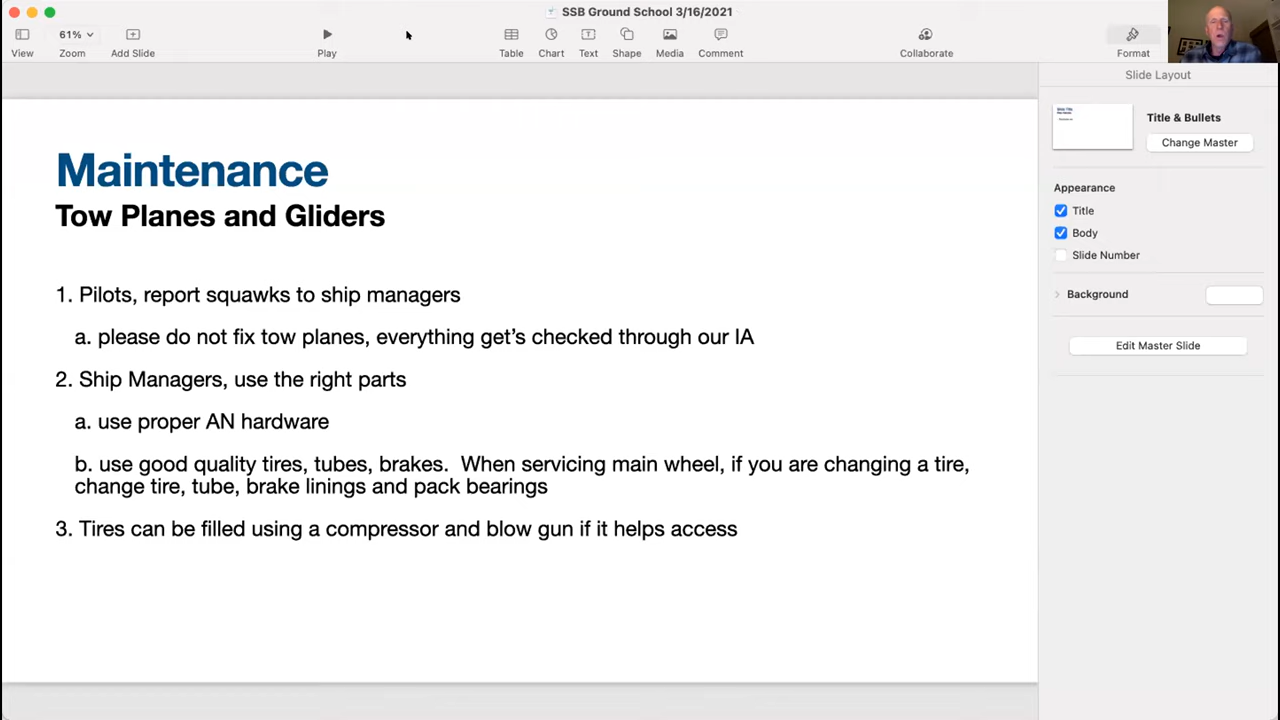 SSB Ground School 3/16/2021
61%
View
Zoom
Add Slide
Play
Table
Chart
Text
Shape
Media
Comment
Collaborate
Format
Maintenance
Tow Planes and Gliders
1. Pilots, report squawks to ship managers
a. please do not fix tow planes, everything get's checked through our IA
2. Ship Managers, use the right parts
a. use proper AN hardware
b. use good quality tires, tubes, brakes.  When servicing main wheel, if you are changing a tire,
change tire, tube, brake linings and pack bearings
3. Tires can be filled using a compressor and blow gun if it helps access
Slide Layout
Title & Bullets
Change Master
Appearance
Title
Body
Slide Number
Background
Edit Master Slide